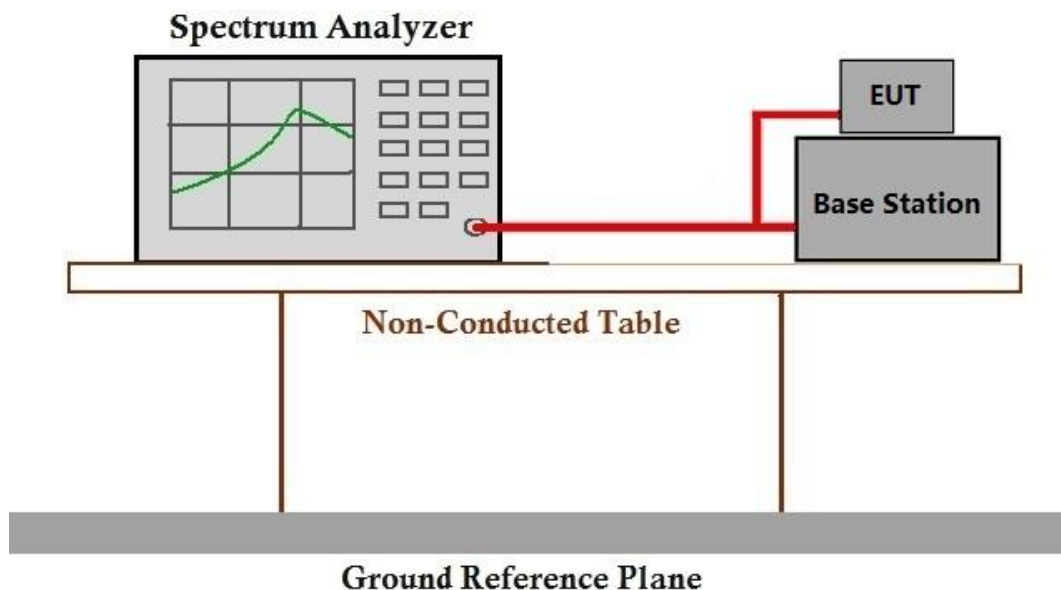 Spectrum Analyzer
EUT
Base Station
Non-Conducted Table
Ground Reference Plane